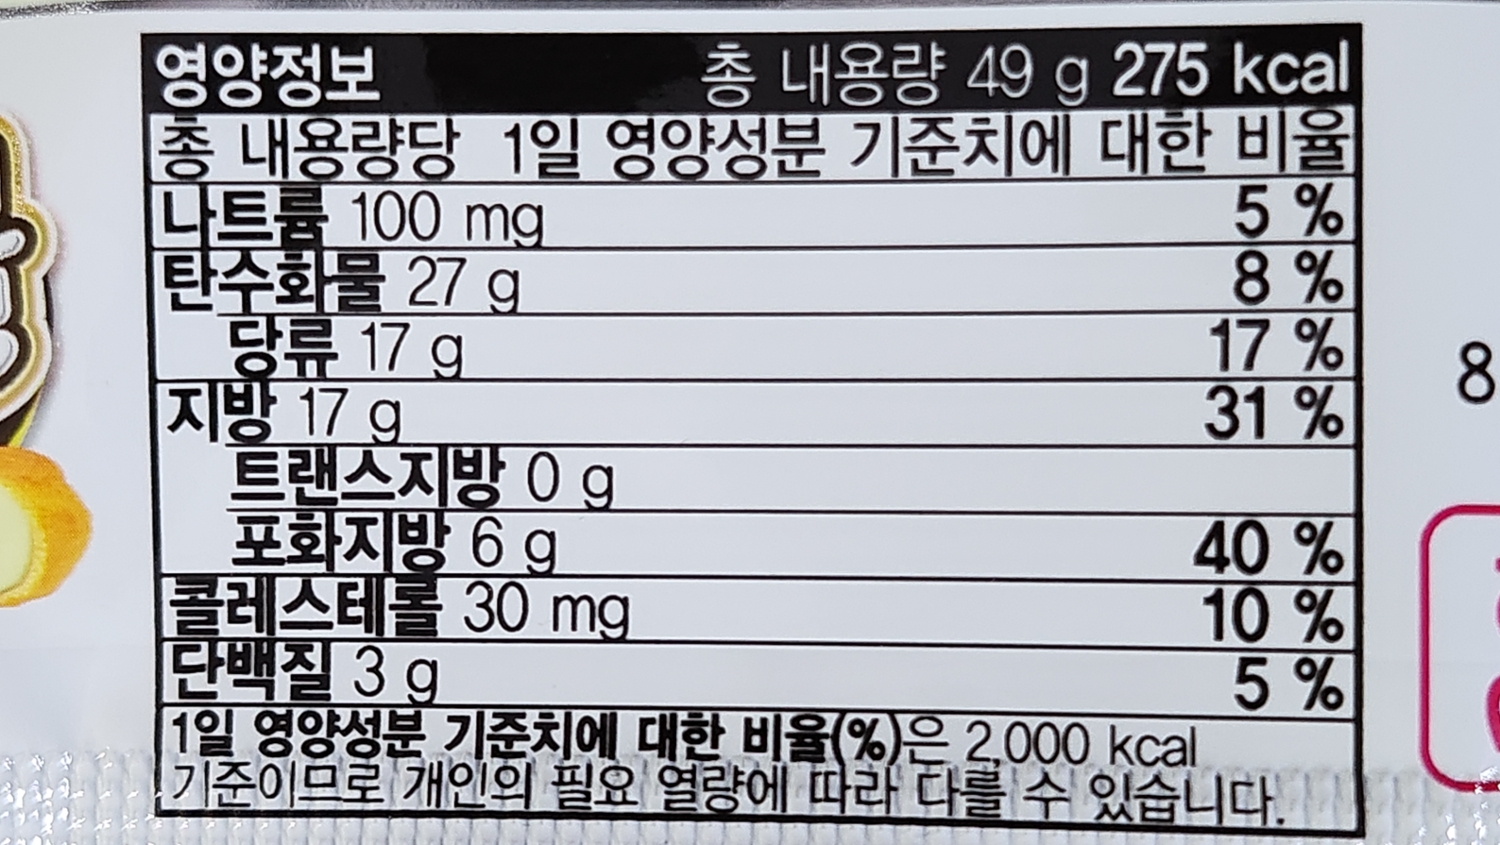 영양정보 총 내용량 49 g 275 kcal
총 내용량당 1일 영양성분 기준치에 대한 비율
나트륨 100 mg 5 %
탄수화물 27 g 8 %
당류 17 g 17 %
지방 17 g 31 %
트랜스지방 0 g
포화지방 6 g 40 %
콜레스테롤 30 mg 10 %
단백질 3 g 5 %
1일 영양성분 기준치에 대한 비율(%)은 2,000 kcal
기준이므로 개인의 필요 열량에 따라 다를 수 있습니다.
8